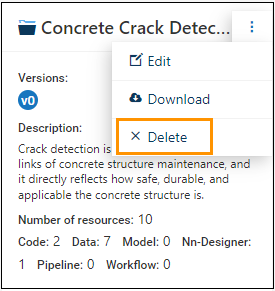 Concrete Crack Detec...
Edit
Download
Delete
Versions:
v0
Description:
Crack detection is
links of concrete structure maintenance, and
it directly reflects how safe, durable, and
applicable the concrete structure is.
Number of resources: 10
Code: 2 Data: 7 Model: 0 Nn-Designer:
1 Pipeline: 0 Workflow: 0